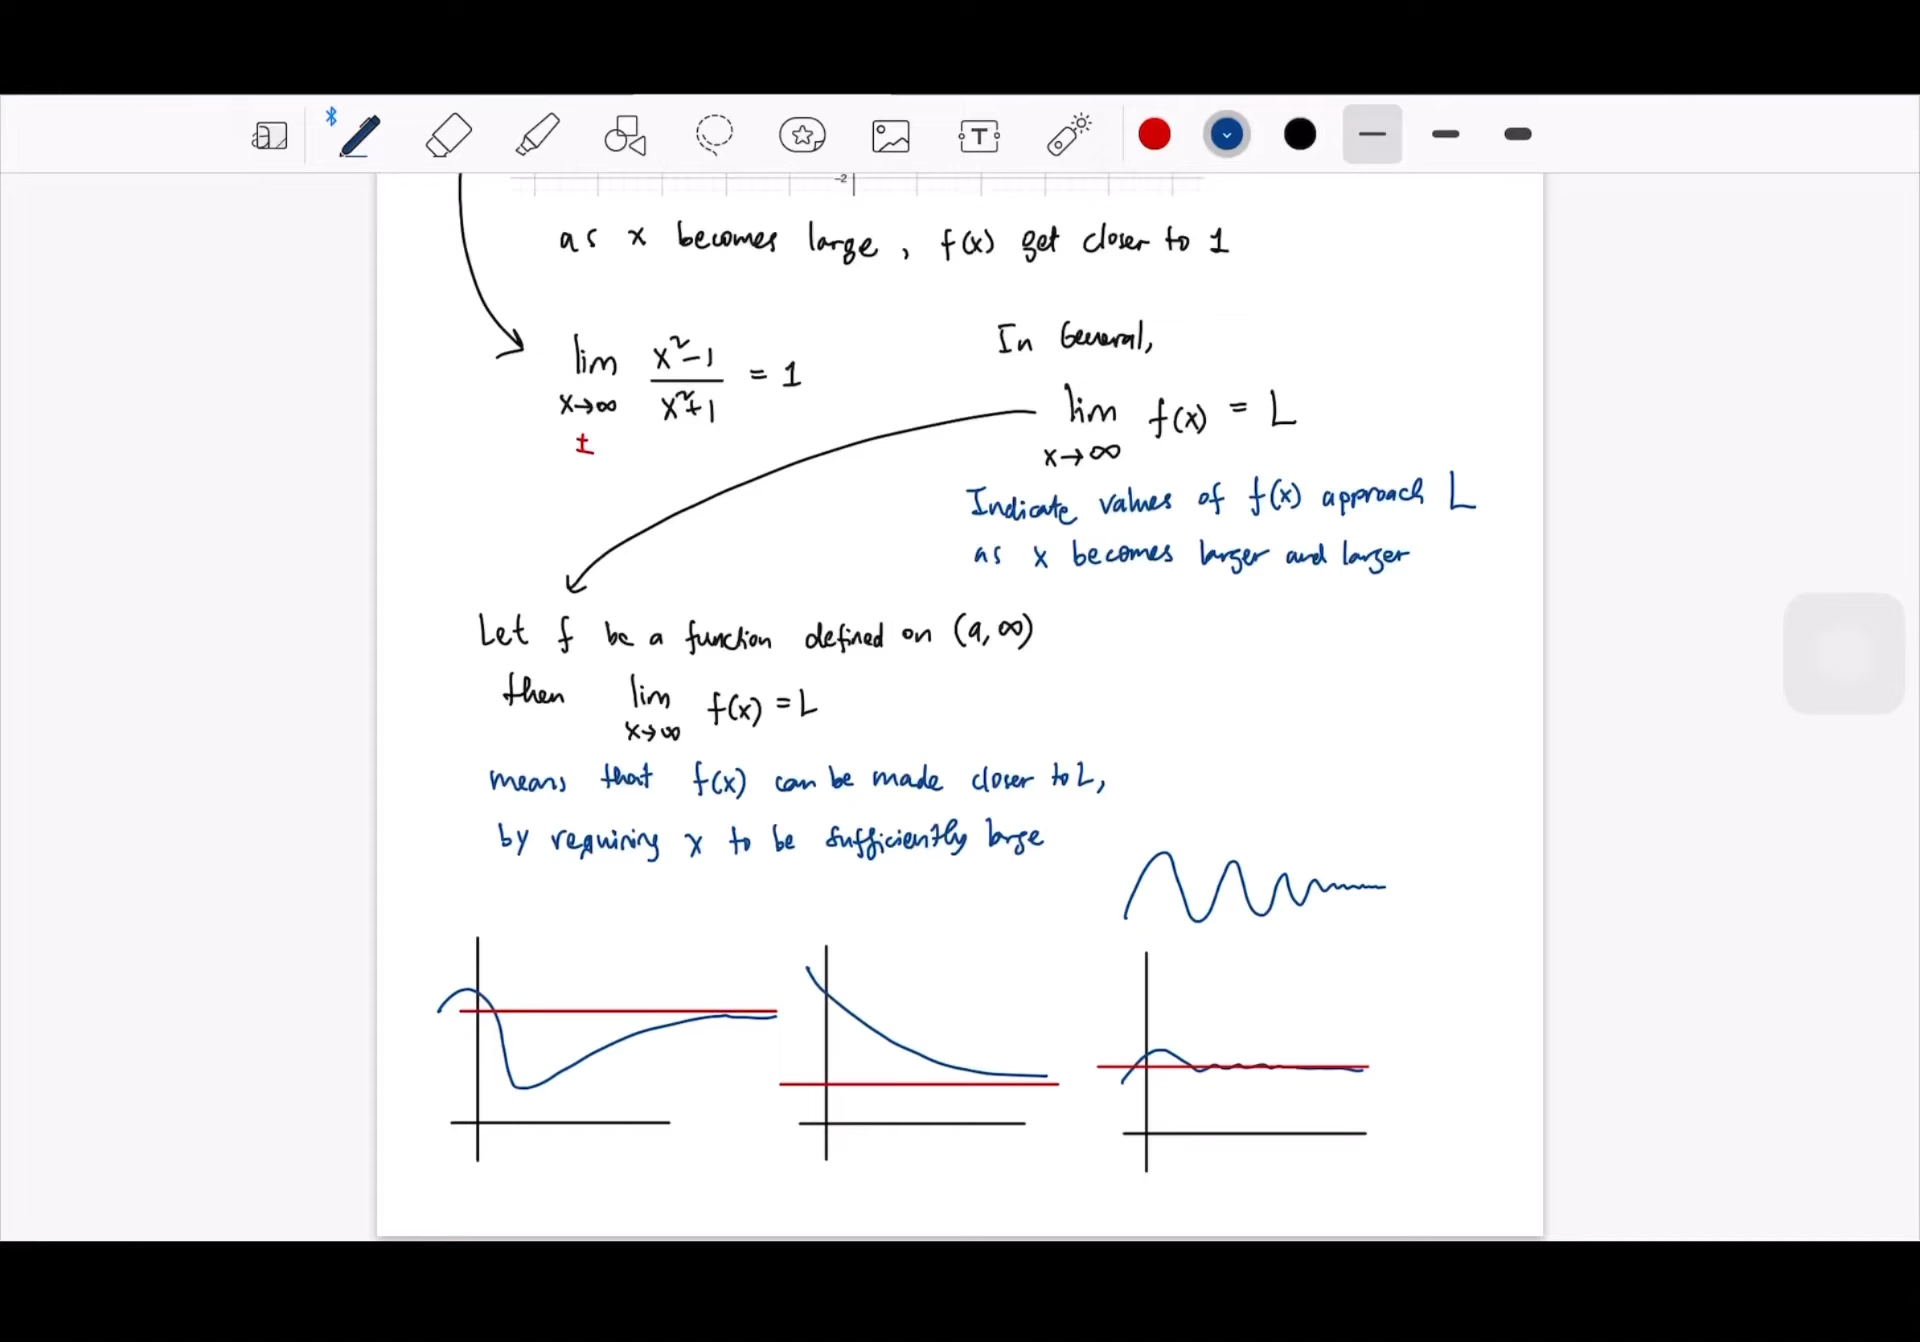 -2
as x becomes large, f(x) get closer to 1
lim x→∞ (x²-1)/(x²+1) = 1
±
In General,
lim x→∞ f(x) = L
Indicate values of f(x) approach L
as x becomes larger and larger
Let f be a function defined on (a, ∞)
then lim x→∞ f(x) = L
means that f(x) can be made closer to L,
by requiring x to be sufficiently large